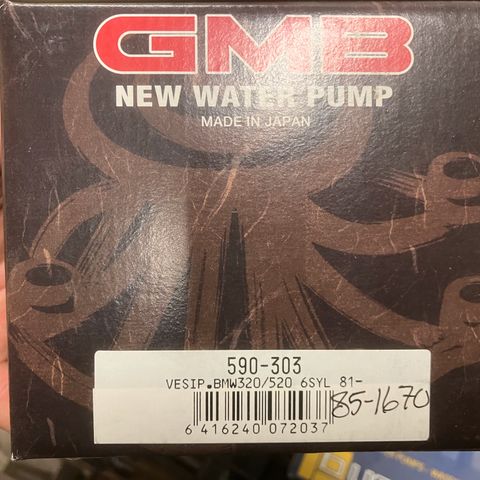 GMB
NEW WATER PUMP
MADE IN JAPAN
590-303
VESIP.BMW320/520 6SYL 81-
85-1670
6 416240 072037